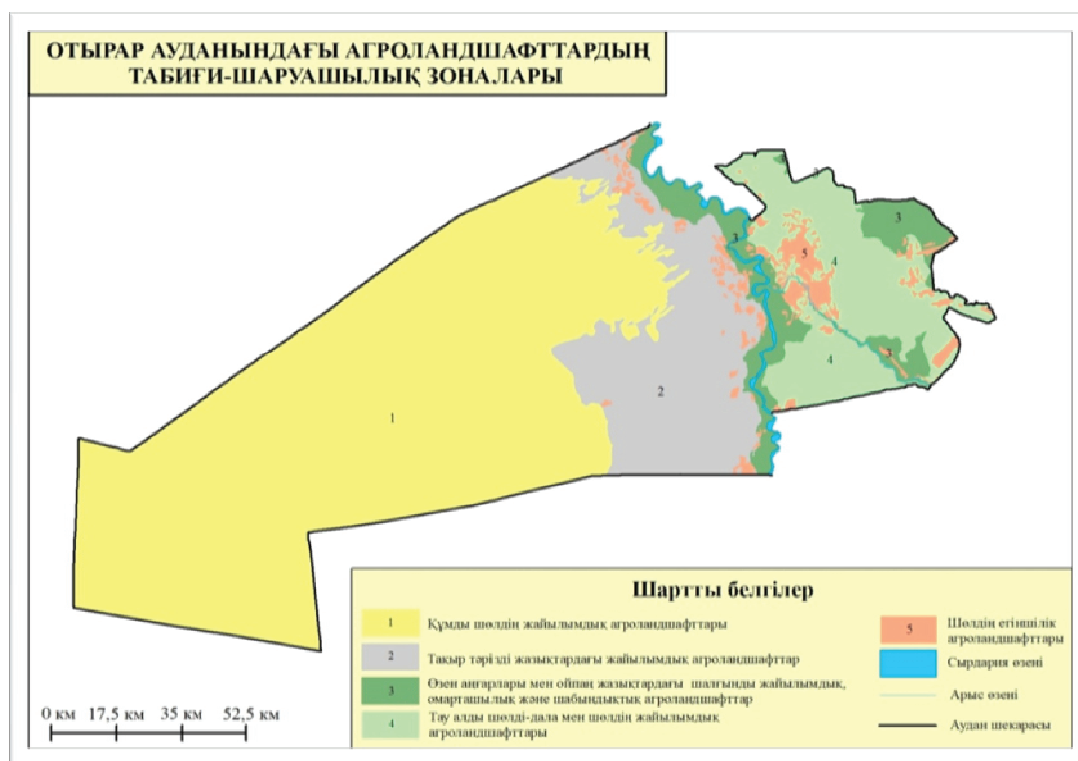 ОТЫРАР АУДАНЫНДАҒЫ АГРОЛАНДШАФТТАРДЫҢ
ТАБИҒИ-ШАРУАШЫЛЫҚ ЗОНАЛАРЫ
3
3
5
4
4
3
2
1
Шартты белгілер
1 Құмды шөлдің жайылымдық агроландшафттары
2 Тақыр тәрізді жазықтардағы жайылымдық агроландшафттар
3 Өзен аңғарлары мен ойпаң жазықтардағы шалғынды жайылымдық,
омарташылық және шабындықтық агроландшафттар
4 Тау алды шөлді-дала мен шөлдің жайылымдық
агроландшафттары
5 Шөлдің егіншілік
агроландшафттары
Сырдария өзені
Арыс өзені
Аудан шекарасы
0 км 17,5 км 35 км 52,5 км